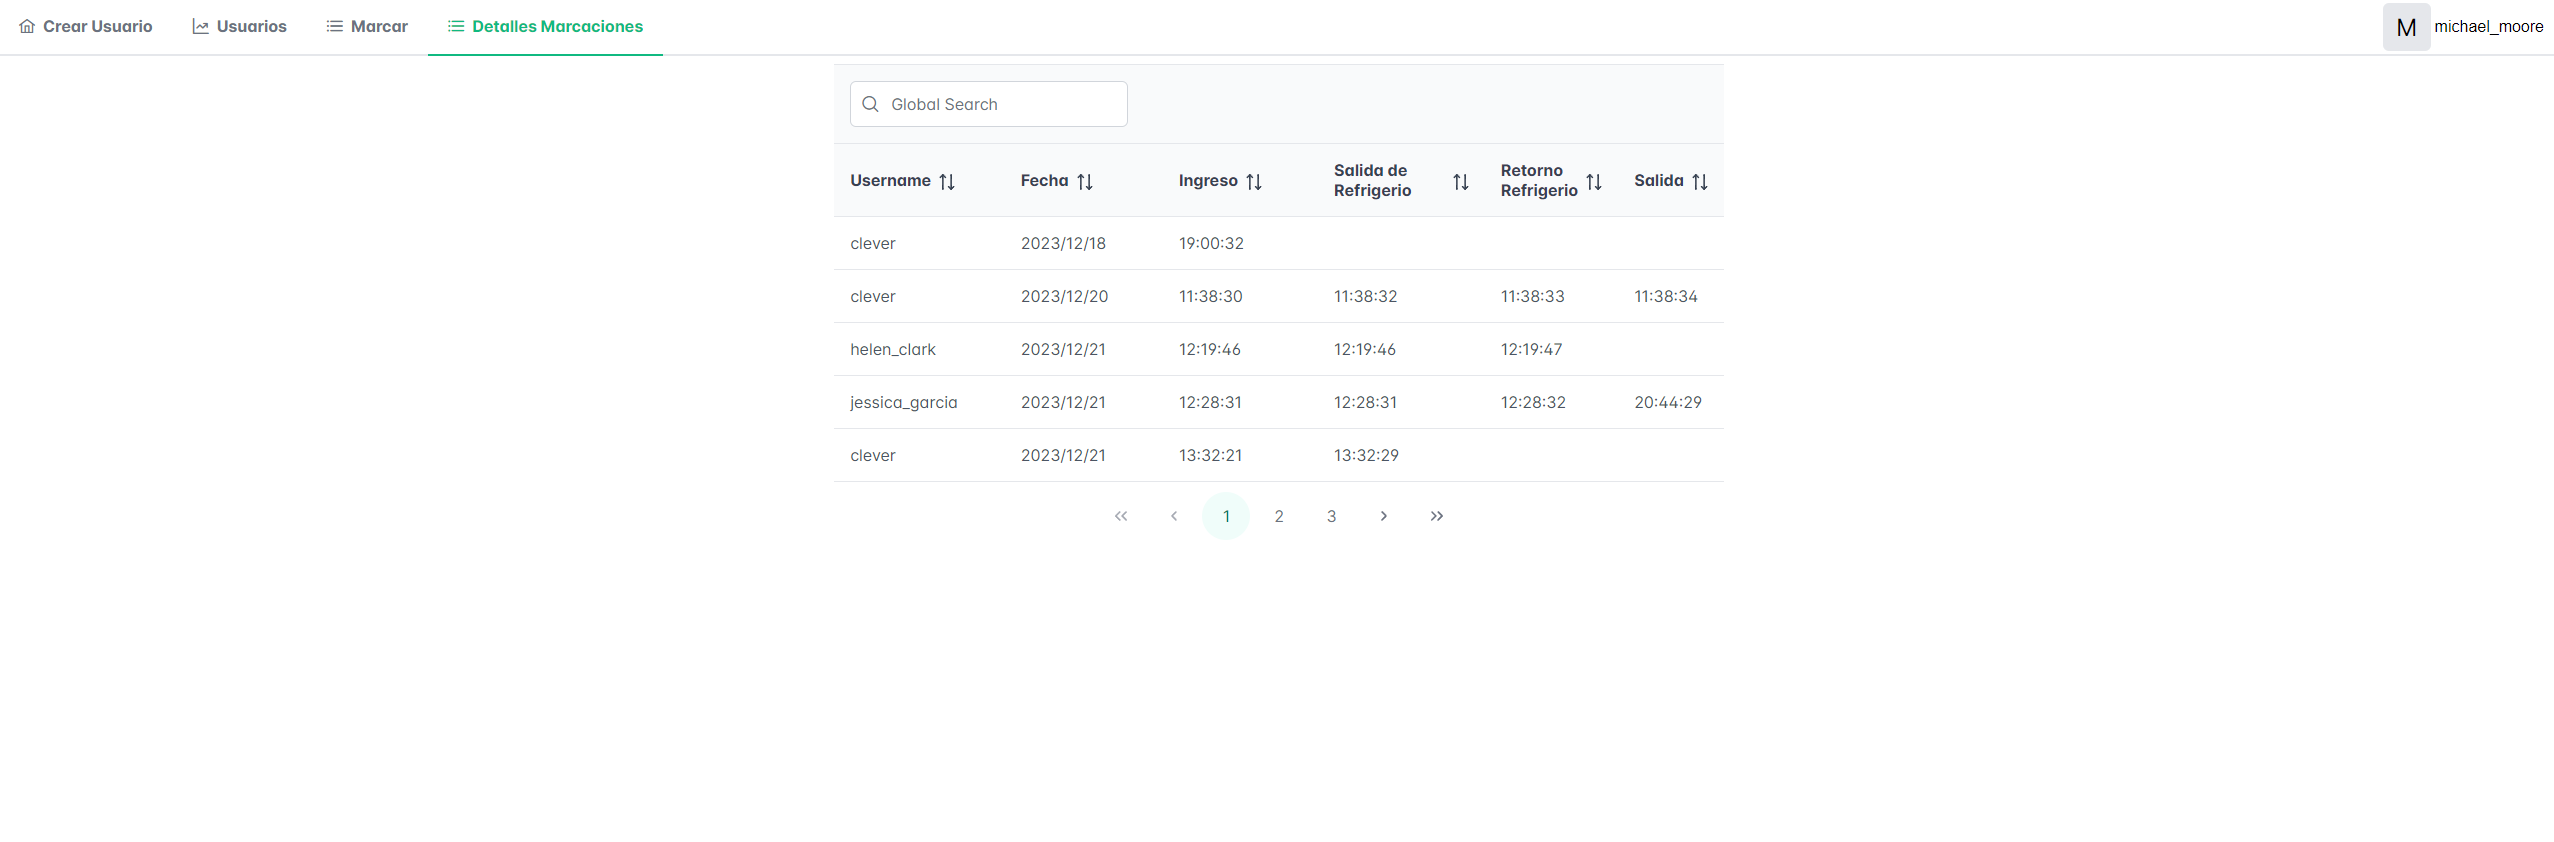 Crear Usuario Usuarios Marcar Detalles Marcaciones M michael_moore
Global Search
Username Fecha Ingreso Salida de Refrigerio Retorno Refrigerio Salida
clever 2023/12/18 19:00:32
clever 2023/12/20 11:38:30 11:38:32 11:38:33 11:38:34
helen_clark 2023/12/21 12:19:46 12:19:46 12:19:47
jessica_garcia 2023/12/21 12:28:31 12:28:31 12:28:32 20:44:29
clever 2023/12/21 13:32:21 13:32:29
1 2 3